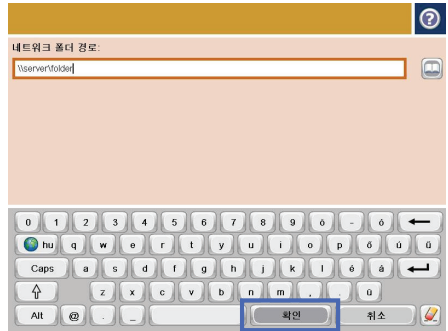 ?
네트워크 폴더 경로:
\\server\folder
0 1 2 3 4 5 6 7 8 9 ö - ó
hu q w e r t y u i o p ő ú ű
Caps a s d f g h j k l é á
z x c v b n m , . ü
Alt @ . _ 확인 취소